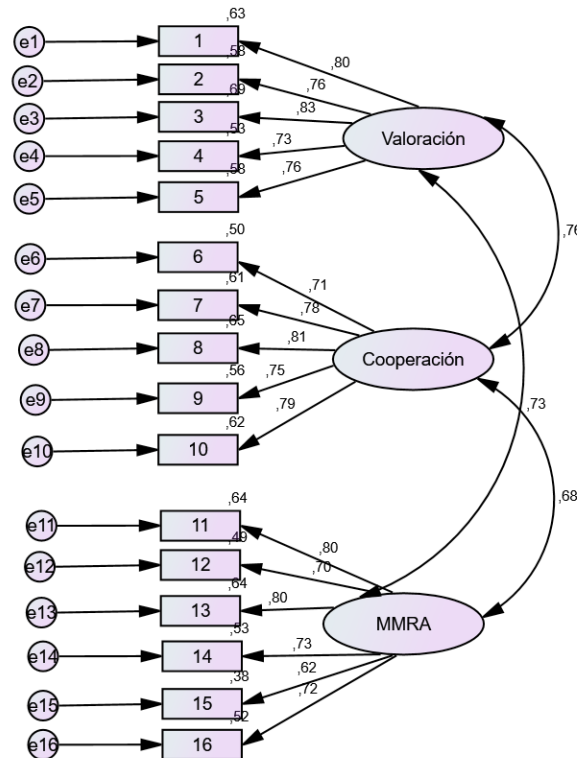 ,63
e1
1
,80
,58
e2
2
,76
,69
e3
3
,83
Valoración
,53
e4
4
,73
,58
e5
5
,76
,76
,50
e6
6
,71
,61
e7
7
,78
,65
e8
8
,81
Cooperación
,56
e9
9
,75
,73
,62
e10
10
,79
,64
e11
11
,80
,68
,49
e12
12
,70
,64
e13
13
,80
MMRA
,53
e14
14
,73
,38
e15
15
,62
,52
e16
16
,72